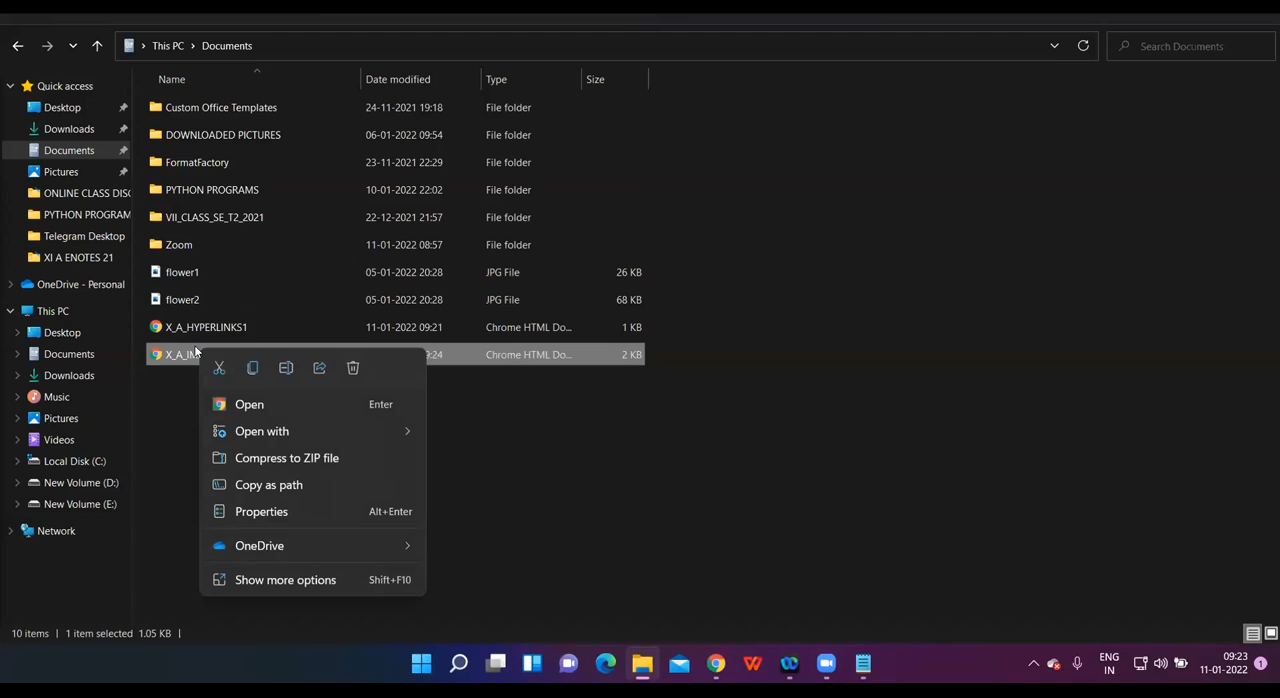 This PC > Documents
Search Documents
Name Date modified Type Size
Quick access
Desktop
Downloads
Documents
Pictures
ONLINE CLASS DISC
PYTHON PROGRAM
Telegram Desktop
XI A ENOTES 21
OneDrive - Personal
This PC
Desktop
Documents
Downloads
Music
Pictures
Videos
Local Disk (C:)
New Volume (D:)
New Volume (E:)
Network
Custom Office Templates 24-11-2021 19:18 File folder
DOWNLOADED PICTURES 06-01-2022 09:54 File folder
FormatFactory 23-11-2021 22:29 File folder
PYTHON PROGRAMS 10-01-2022 22:02 File folder
VII_CLASS_SE_T2_2021 22-12-2021 21:57 File folder
Zoom 11-01-2022 08:57 File folder
flower1 05-01-2022 20:28 JPG File 26 KB
flower2 05-01-2022 20:28 JPG File 68 KB
X_A_HYPERLINKS1 11-01-2022 09:21 Chrome HTML Do... 1 KB
X_A_IM 9:24 Chrome HTML Do... 2 KB
Open Enter
Open with
Compress to ZIP file
Copy as path
Properties Alt+Enter
OneDrive
Show more options Shift+F10
10 items 1 item selected 1.05 KB
ENG
IN
09:23
11-01-2022
1